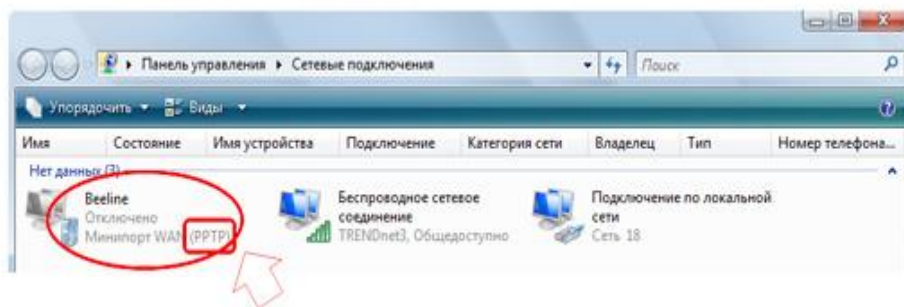 Панель управления ▸ Сетевые подключения
Поиск
Упорядочить Виды
Имя Состояние Имя устройства Подключение Категория сети Владелец Тип Номер телефона...
Нет данных (3)
Beeline
Отключено
Минипорт WAN (PPTP)
Беспроводное сетевое
соединение
TRENDnet3, Общедоступно
Подключение по локальной
сети
Сеть 18